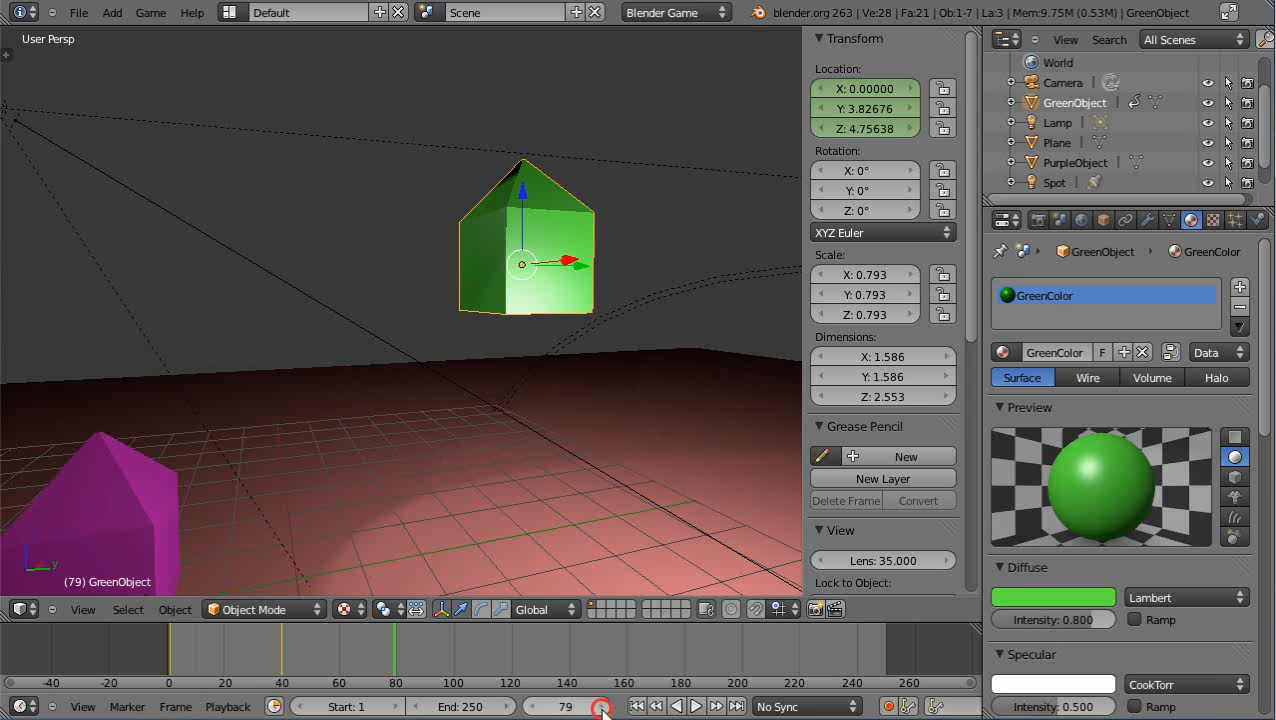 File Add Game Help Default Scene Blender Game blender.org 263 | Ve:28 | Fa:21 | Ob:1-7 | La:3 | Mem:9.75M (0.53M) | GreenObject
User Persp
(79) GreenObject
Transform
Location:
X: 0.00000
Y: 3.82676
Z: 4.75638
Rotation:
X: 0°
Y: 0°
Z: 0°
XYZ Euler
Scale:
X: 0.793
Y: 0.793
Z: 0.793
Dimensions:
X: 1.586
Y: 1.586
Z: 2.553
Grease Pencil
New
New Layer
Delete Frame Convert
View
Lens: 35.000
Lock to Object:
View Search All Scenes
World
Camera
GreenObject
Lamp
Plane
PurpleObject
Spot
GreenObject GreenColor
GreenColor
GreenColor F Data
Surface Wire Volume Halo
Preview
Diffuse
Lambert
Intensity: 0.800 Ramp
Specular
CookTorr
Intensity: 0.500 Ramp
View Select Object Object Mode Global
-40 -20 0 20 40 60 80 100 120 140 160 180 200 220 240 260
View Marker Frame Playback Start: 1 End: 250 79 No Sync